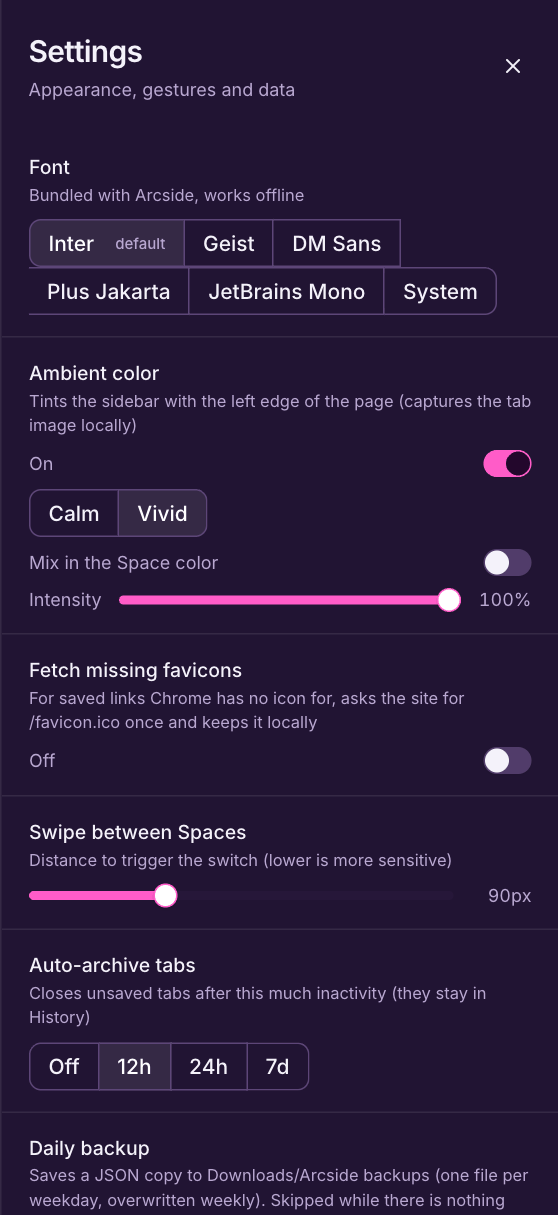 Settings
Appearance, gestures and data
Font
Bundled with Arcside, works offline
Inter default Geist DM Sans
Plus Jakarta JetBrains Mono System
Ambient color
Tints the sidebar with the left edge of the page (captures the tab
image locally)
On
Calm Vivid
Mix in the Space color
Intensity 100%
Fetch missing favicons
For saved links Chrome has no icon for, asks the site for
/favicon.ico once and keeps it locally
Off
Swipe between Spaces
Distance to trigger the switch (lower is more sensitive)
90px
Auto-archive tabs
Closes unsaved tabs after this much inactivity (they stay in
History)
Off 12h 24h 7d
Daily backup
Saves a JSON copy to Downloads/Arcside backups (one file per
weekday, overwritten weekly). Skipped while there is nothing